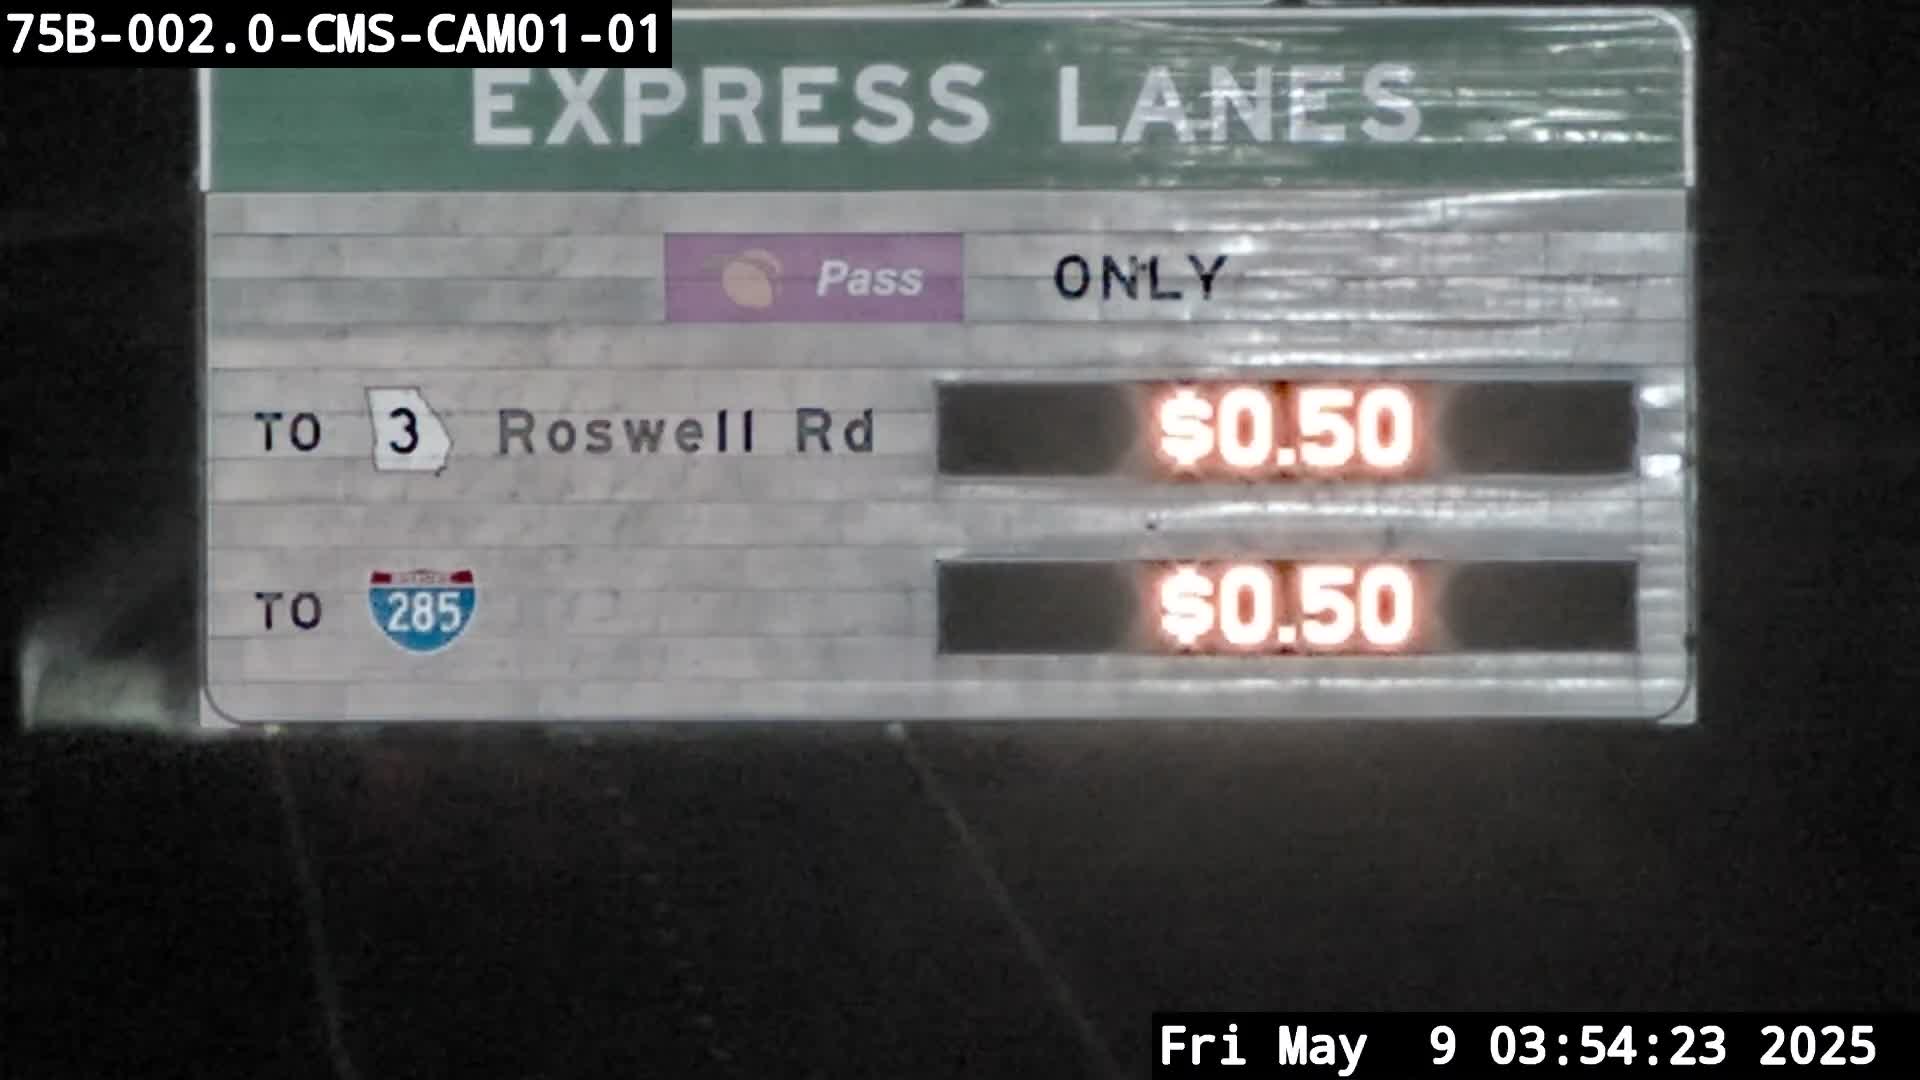 75B-002.0-CMS-CAM01-01
EXPRESS LANES
Pass ONLY
TO 3 Roswell Rd $0.50
TO 285 $0.50
Fri May 9 03:54:23 2025